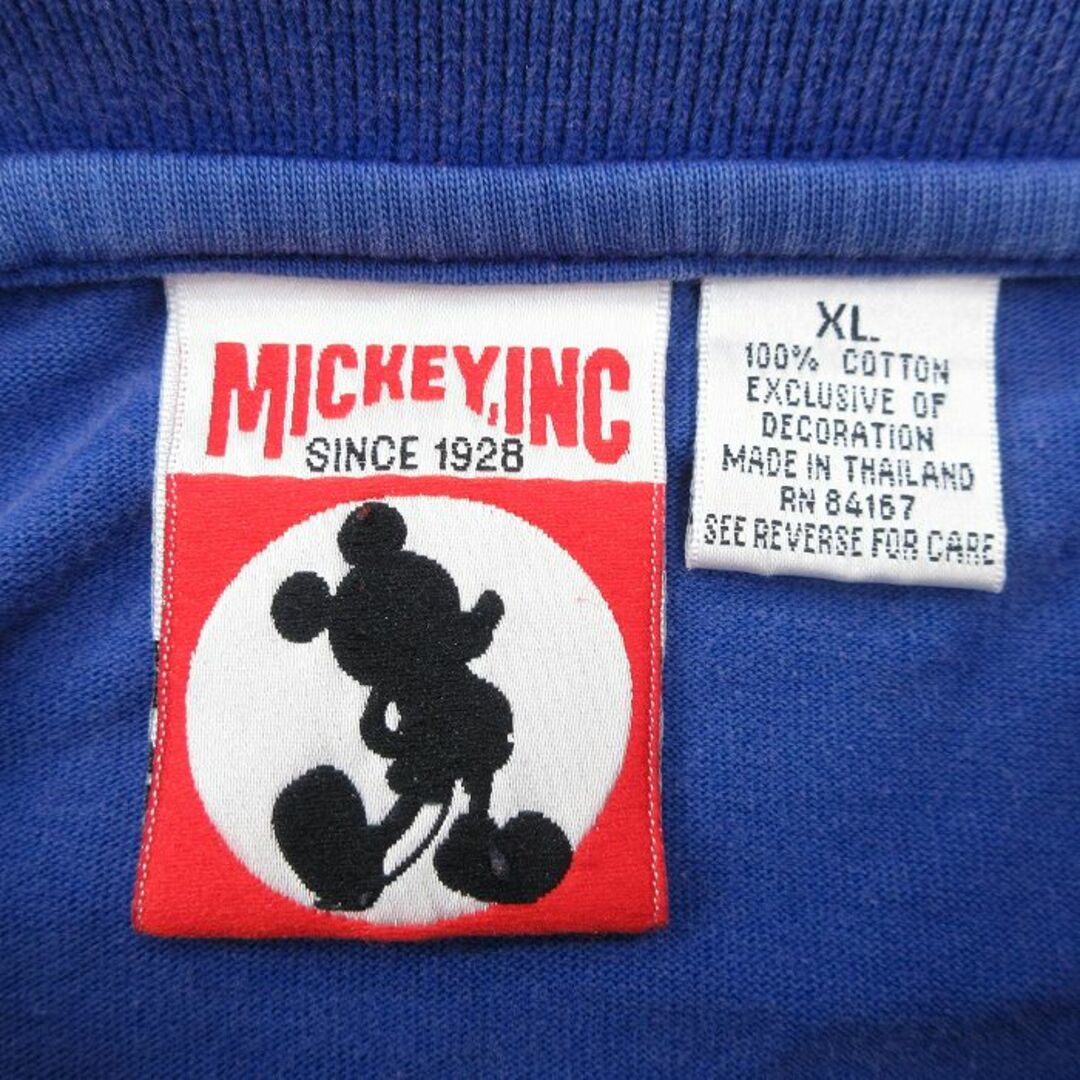 MICKEY,INC
SINCE 1928
XL
100% COTTON
EXCLUSIVE OF
DECORATION
MADE IN THAILAND
RN 84167
SEE REVERSE FOR CARE